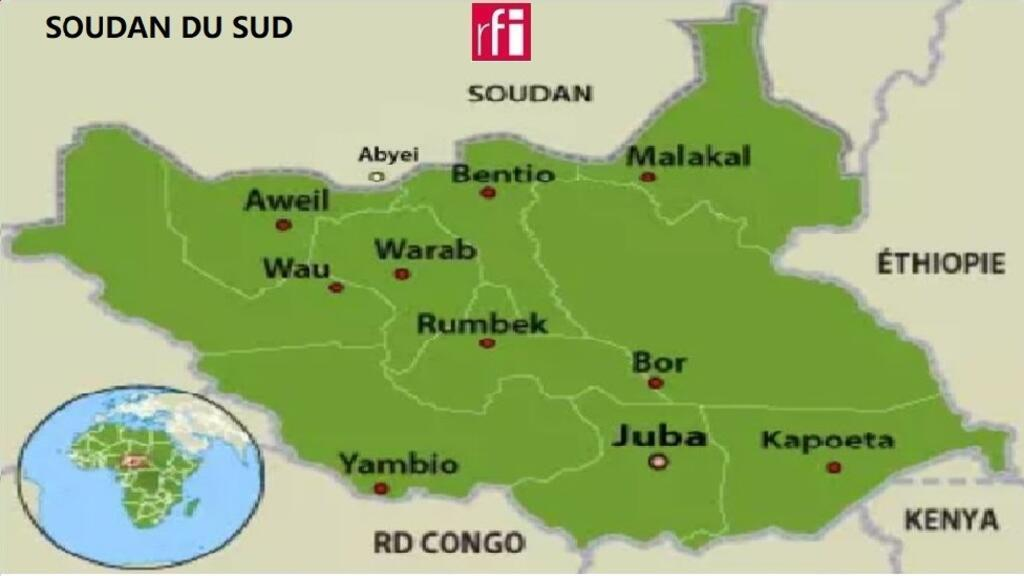 SOUDAN DU SUD
rfi
SOUDAN
Abyei
Malakal
Bentio
Aweil
Warab
Wau
ÉTHIOPIE
Rumbek
Bor
Juba
Kapoeta
Yambio
KENYA
RD CONGO